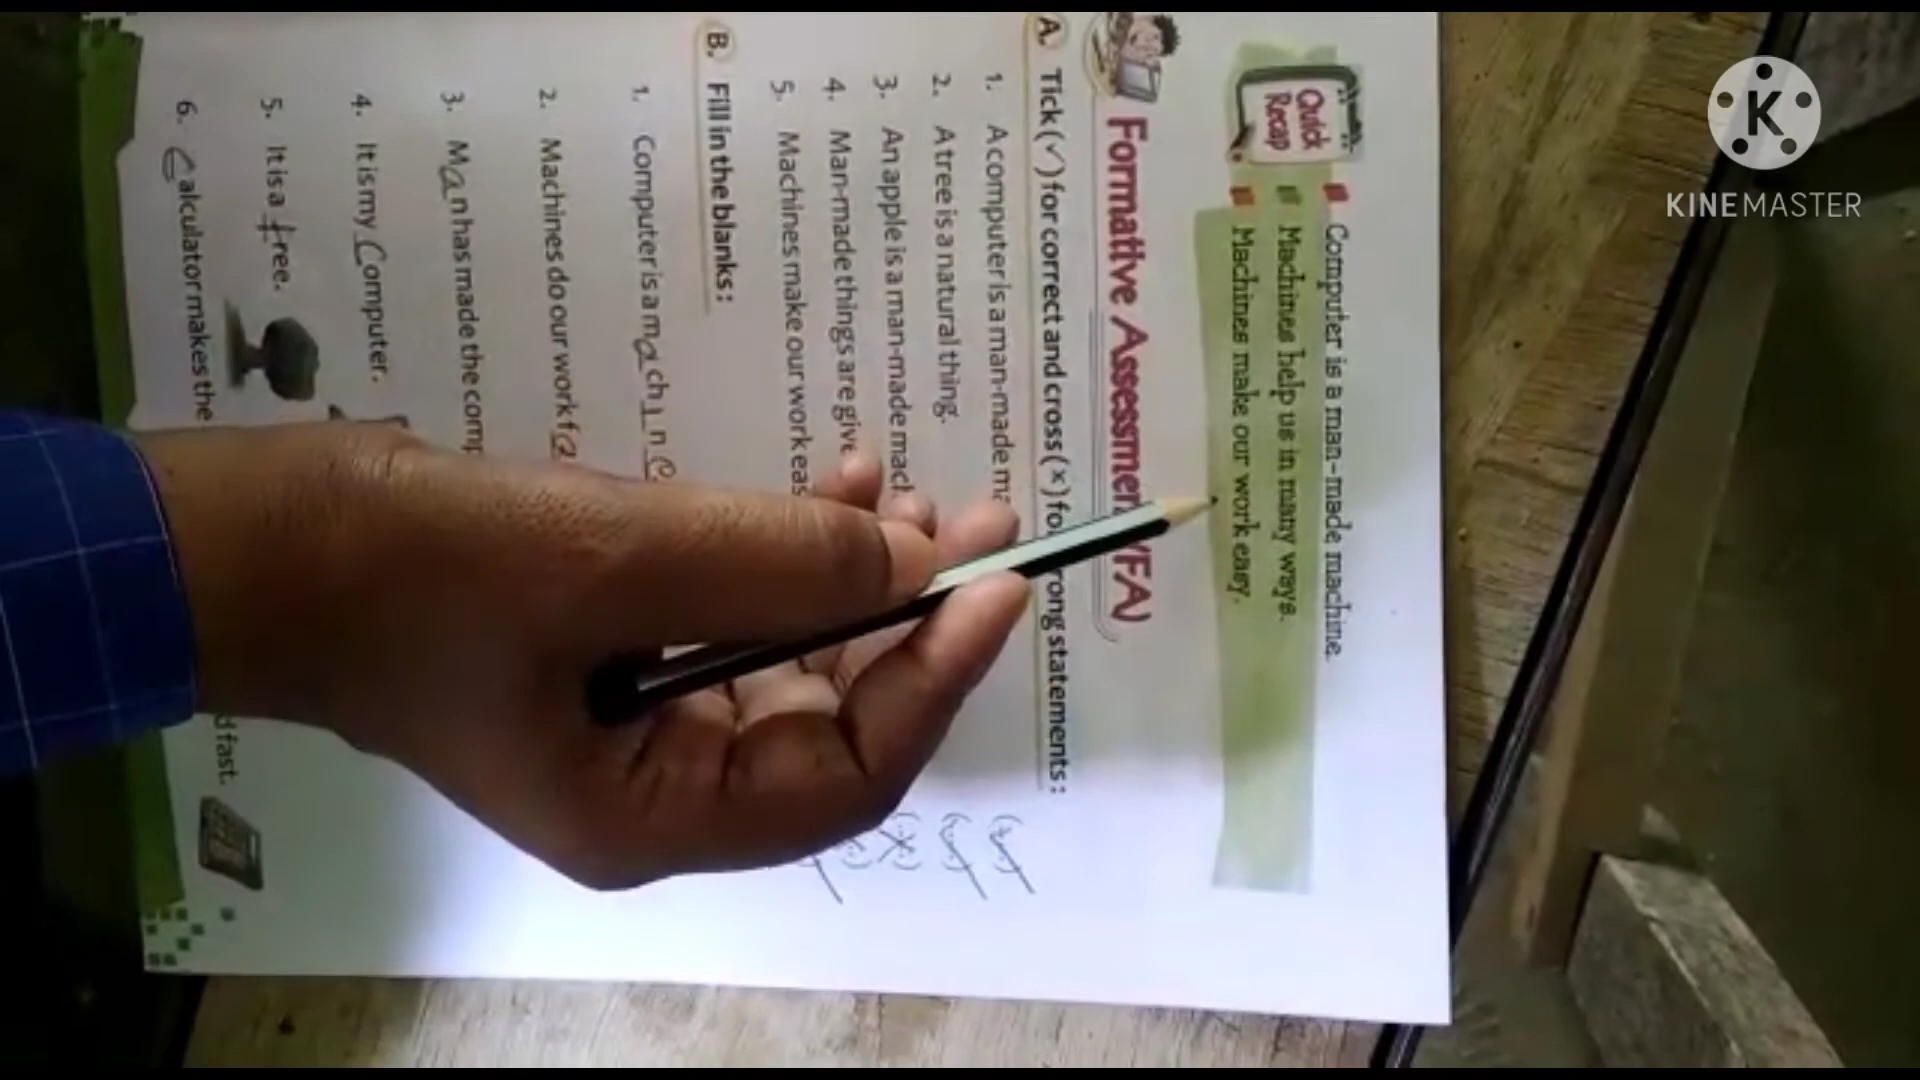 Quick
Recap
Computer is a man-made machine.
Machines help us in many ways.
Machines make our work easy.
Formative Assessmen (FA)
A. Tick (✓) for correct and cross (×) fo rong statements :
1. A computer is a man-made ma (✓)
2. A tree is a natural thing. (✓)
3. An apple is a man-made mach (×)
4. Man-made things are give
5. Machines make our work eas
B. Fill in the blanks :
1. Computer is a machine
2. Machines do our work fa
3. Man has made the comp
4. It is my Computer.
5. It is a tree.
6. Calculator makes the d fast.
K
KINEMASTER